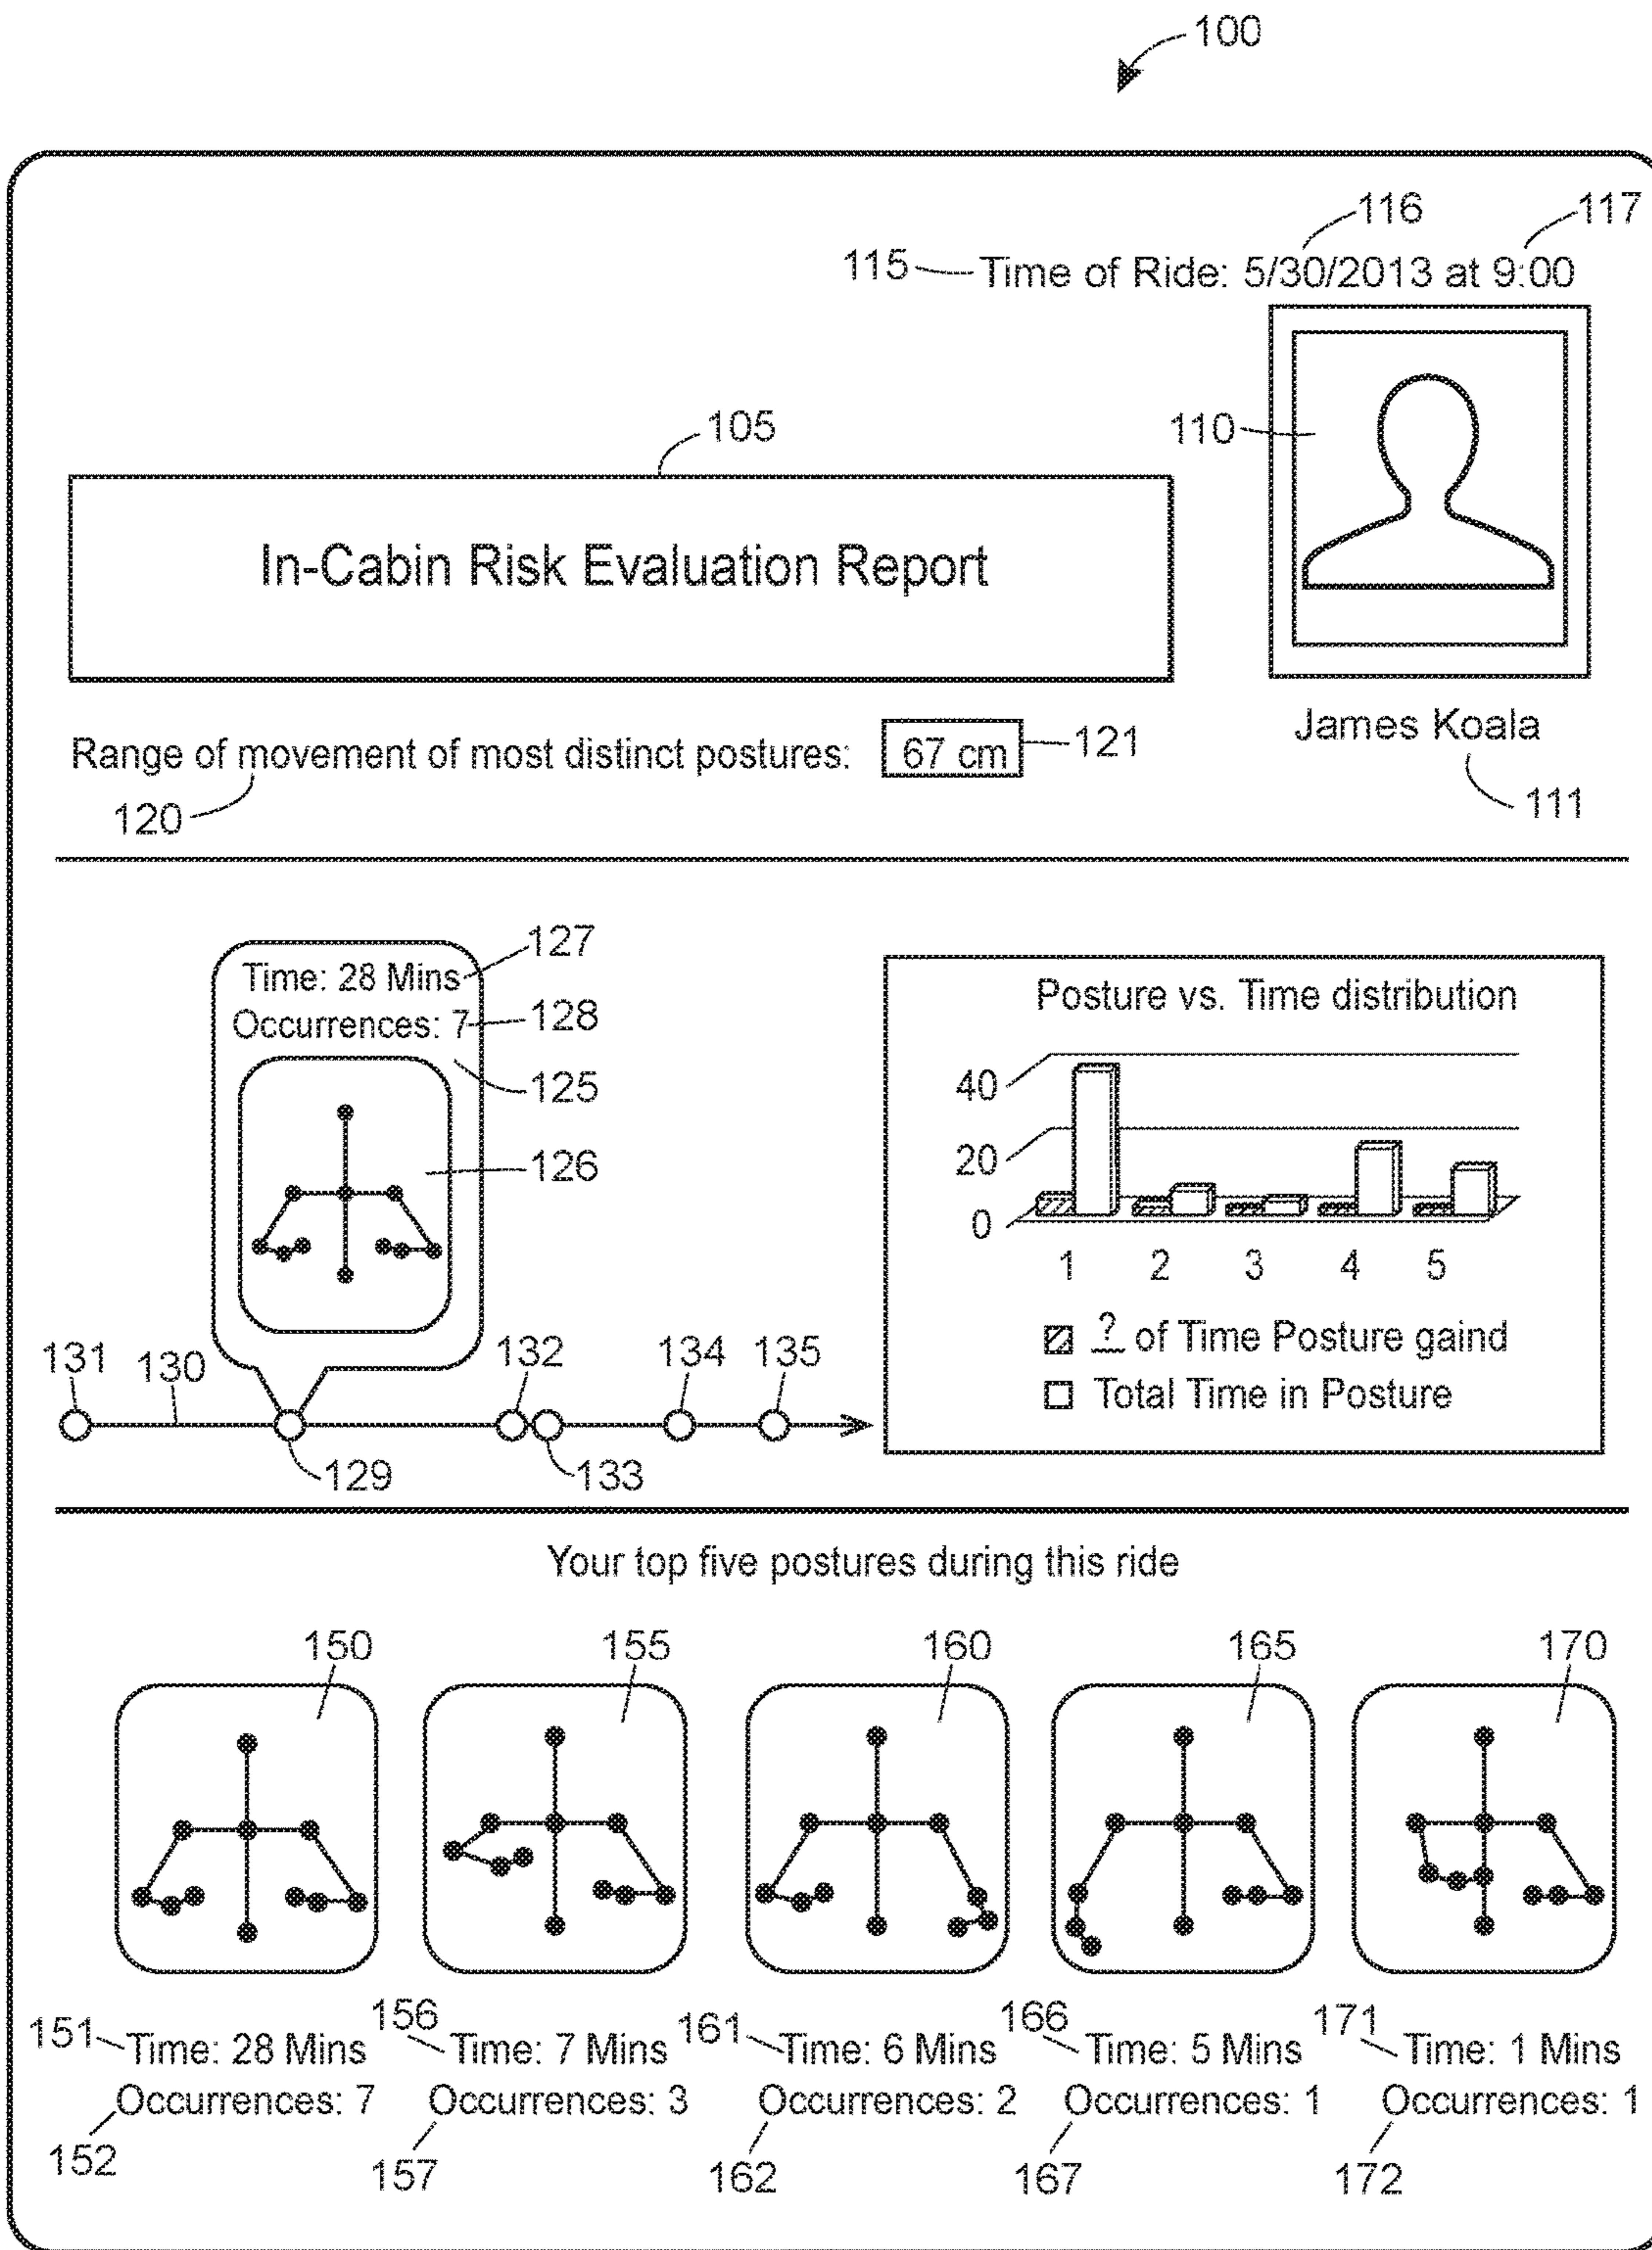 100
116
117
115
Time of Ride: 5/30/2013 at 9:00
105
110
In-Cabin Risk Evaluation Report
James Koala
111
Range of movement of most distinct postures:
67 cm
121
120
127
Time: 28 Mins
128
Occurrences: 7
125
126
131
130
132
134
135
129
133
Posture vs. Time distribution
40
20
0
1 2 3 4 5
? of Time Posture gaind
Total Time in Posture
Your top five postures during this ride
150 155 160 165 170
151 156 161 166 171
Time: 28 Mins Time: 7 Mins Time: 6 Mins Time: 5 Mins Time: 1 Mins
Occurrences: 7 Occurrences: 3 Occurrences: 2 Occurrences: 1 Occurrences: 1
152 157 162 167 172